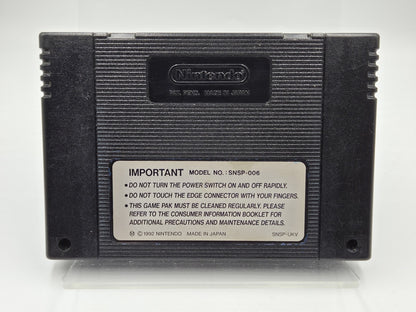 Nintendo
PAT. PEND. MADE IN JAPAN
IMPORTANT MODEL NO.: SNSP-006
• DO NOT TURN THE POWER SWITCH ON AND OFF RAPIDLY.
• DO NOT TOUCH THE EDGE CONNECTOR WITH YOUR FINGERS.
• THIS GAME PAK MUST BE CLEANED REGULARLY. PLEASE
REFER TO THE CONSUMER INFORMATION BOOKLET FOR
ADDITIONAL PRECAUTIONS AND MAINTENANCE DETAILS.
Ⓜ © 1992 NINTENDO MADE IN JAPAN SNSP-UKV